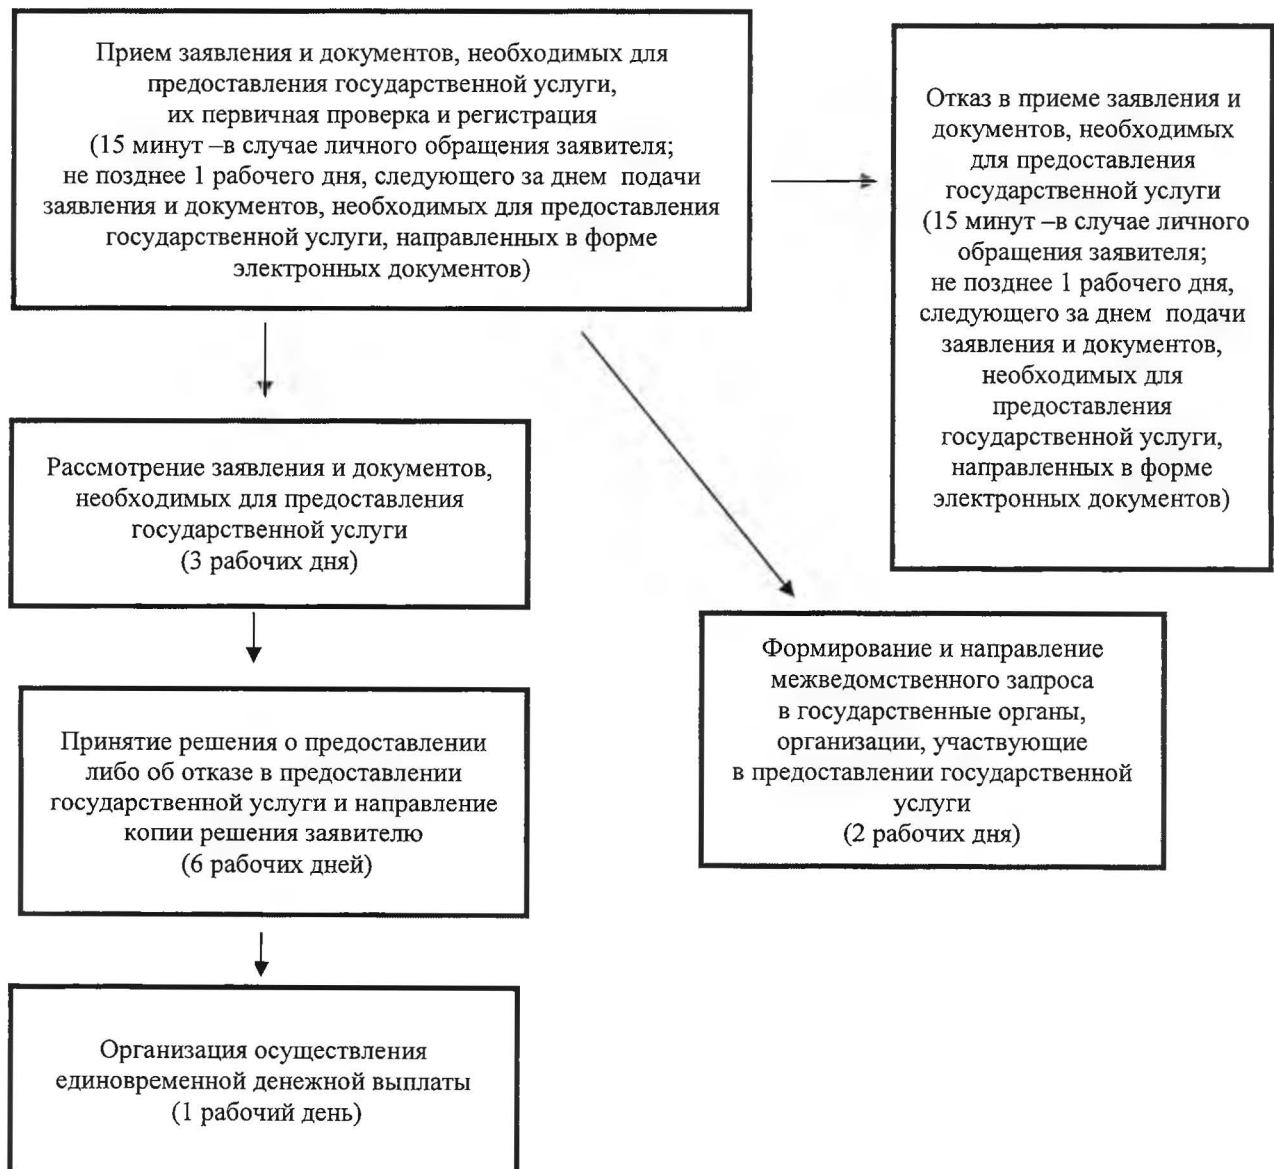 Прием заявления и документов, необходимых для
предоставления государственной услуги,
их первичная проверка и регистрация
(15 минут –в случае личного обращения заявителя;
не позднее 1 рабочего дня, следующего за днем  подачи
заявления и документов, необходимых для предоставления
государственной услуги, направленных в форме
электронных документов)
Отказ в приеме заявления и
документов, необходимых
для предоставления
государственной услуги
(15 минут –в случае личного
обращения заявителя;
не позднее 1 рабочего дня,
следующего за днем  подачи
заявления и документов,
необходимых для
предоставления
государственной услуги,
направленных в форме
электронных документов)
Рассмотрение заявления и документов,
необходимых для предоставления
государственной услуги
(3 рабочих дня)
Формирование и направление
межведомственного запроса
в государственные органы,
организации, участвующие
в предоставлении государственной
услуги
(2 рабочих дня)
Принятие решения о предоставлении
либо об отказе в предоставлении
государственной услуги и направление
копии решения заявителю
(6 рабочих дней)
Организация осуществления
единовременной денежной выплаты
(1 рабочий день)